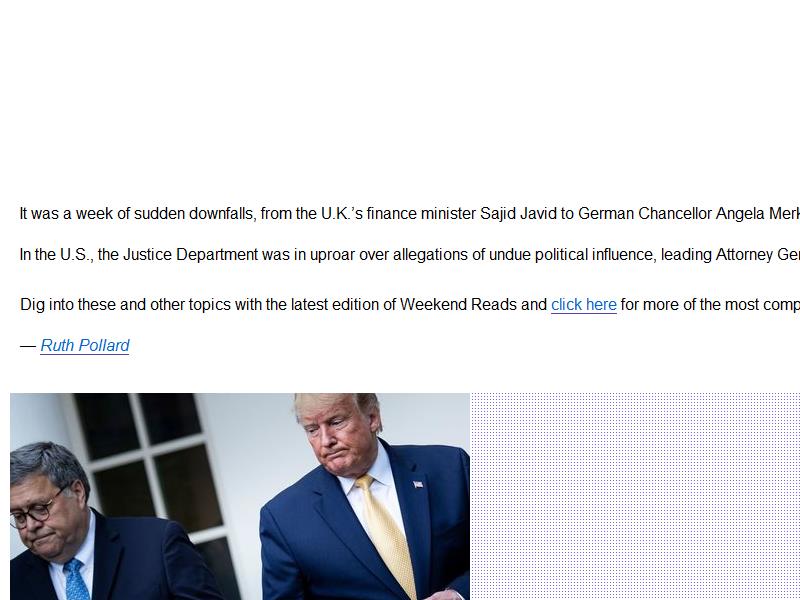 It was a week of sudden downfalls, from the U.K.’s finance minister Sajid Javid to German Chancellor Angela Merk
In the U.S., the Justice Department was in uproar over allegations of undue political influence, leading Attorney Ger
Dig into these and other topics with the latest edition of Weekend Reads and click here for more of the most comp
— Ruth Pollard